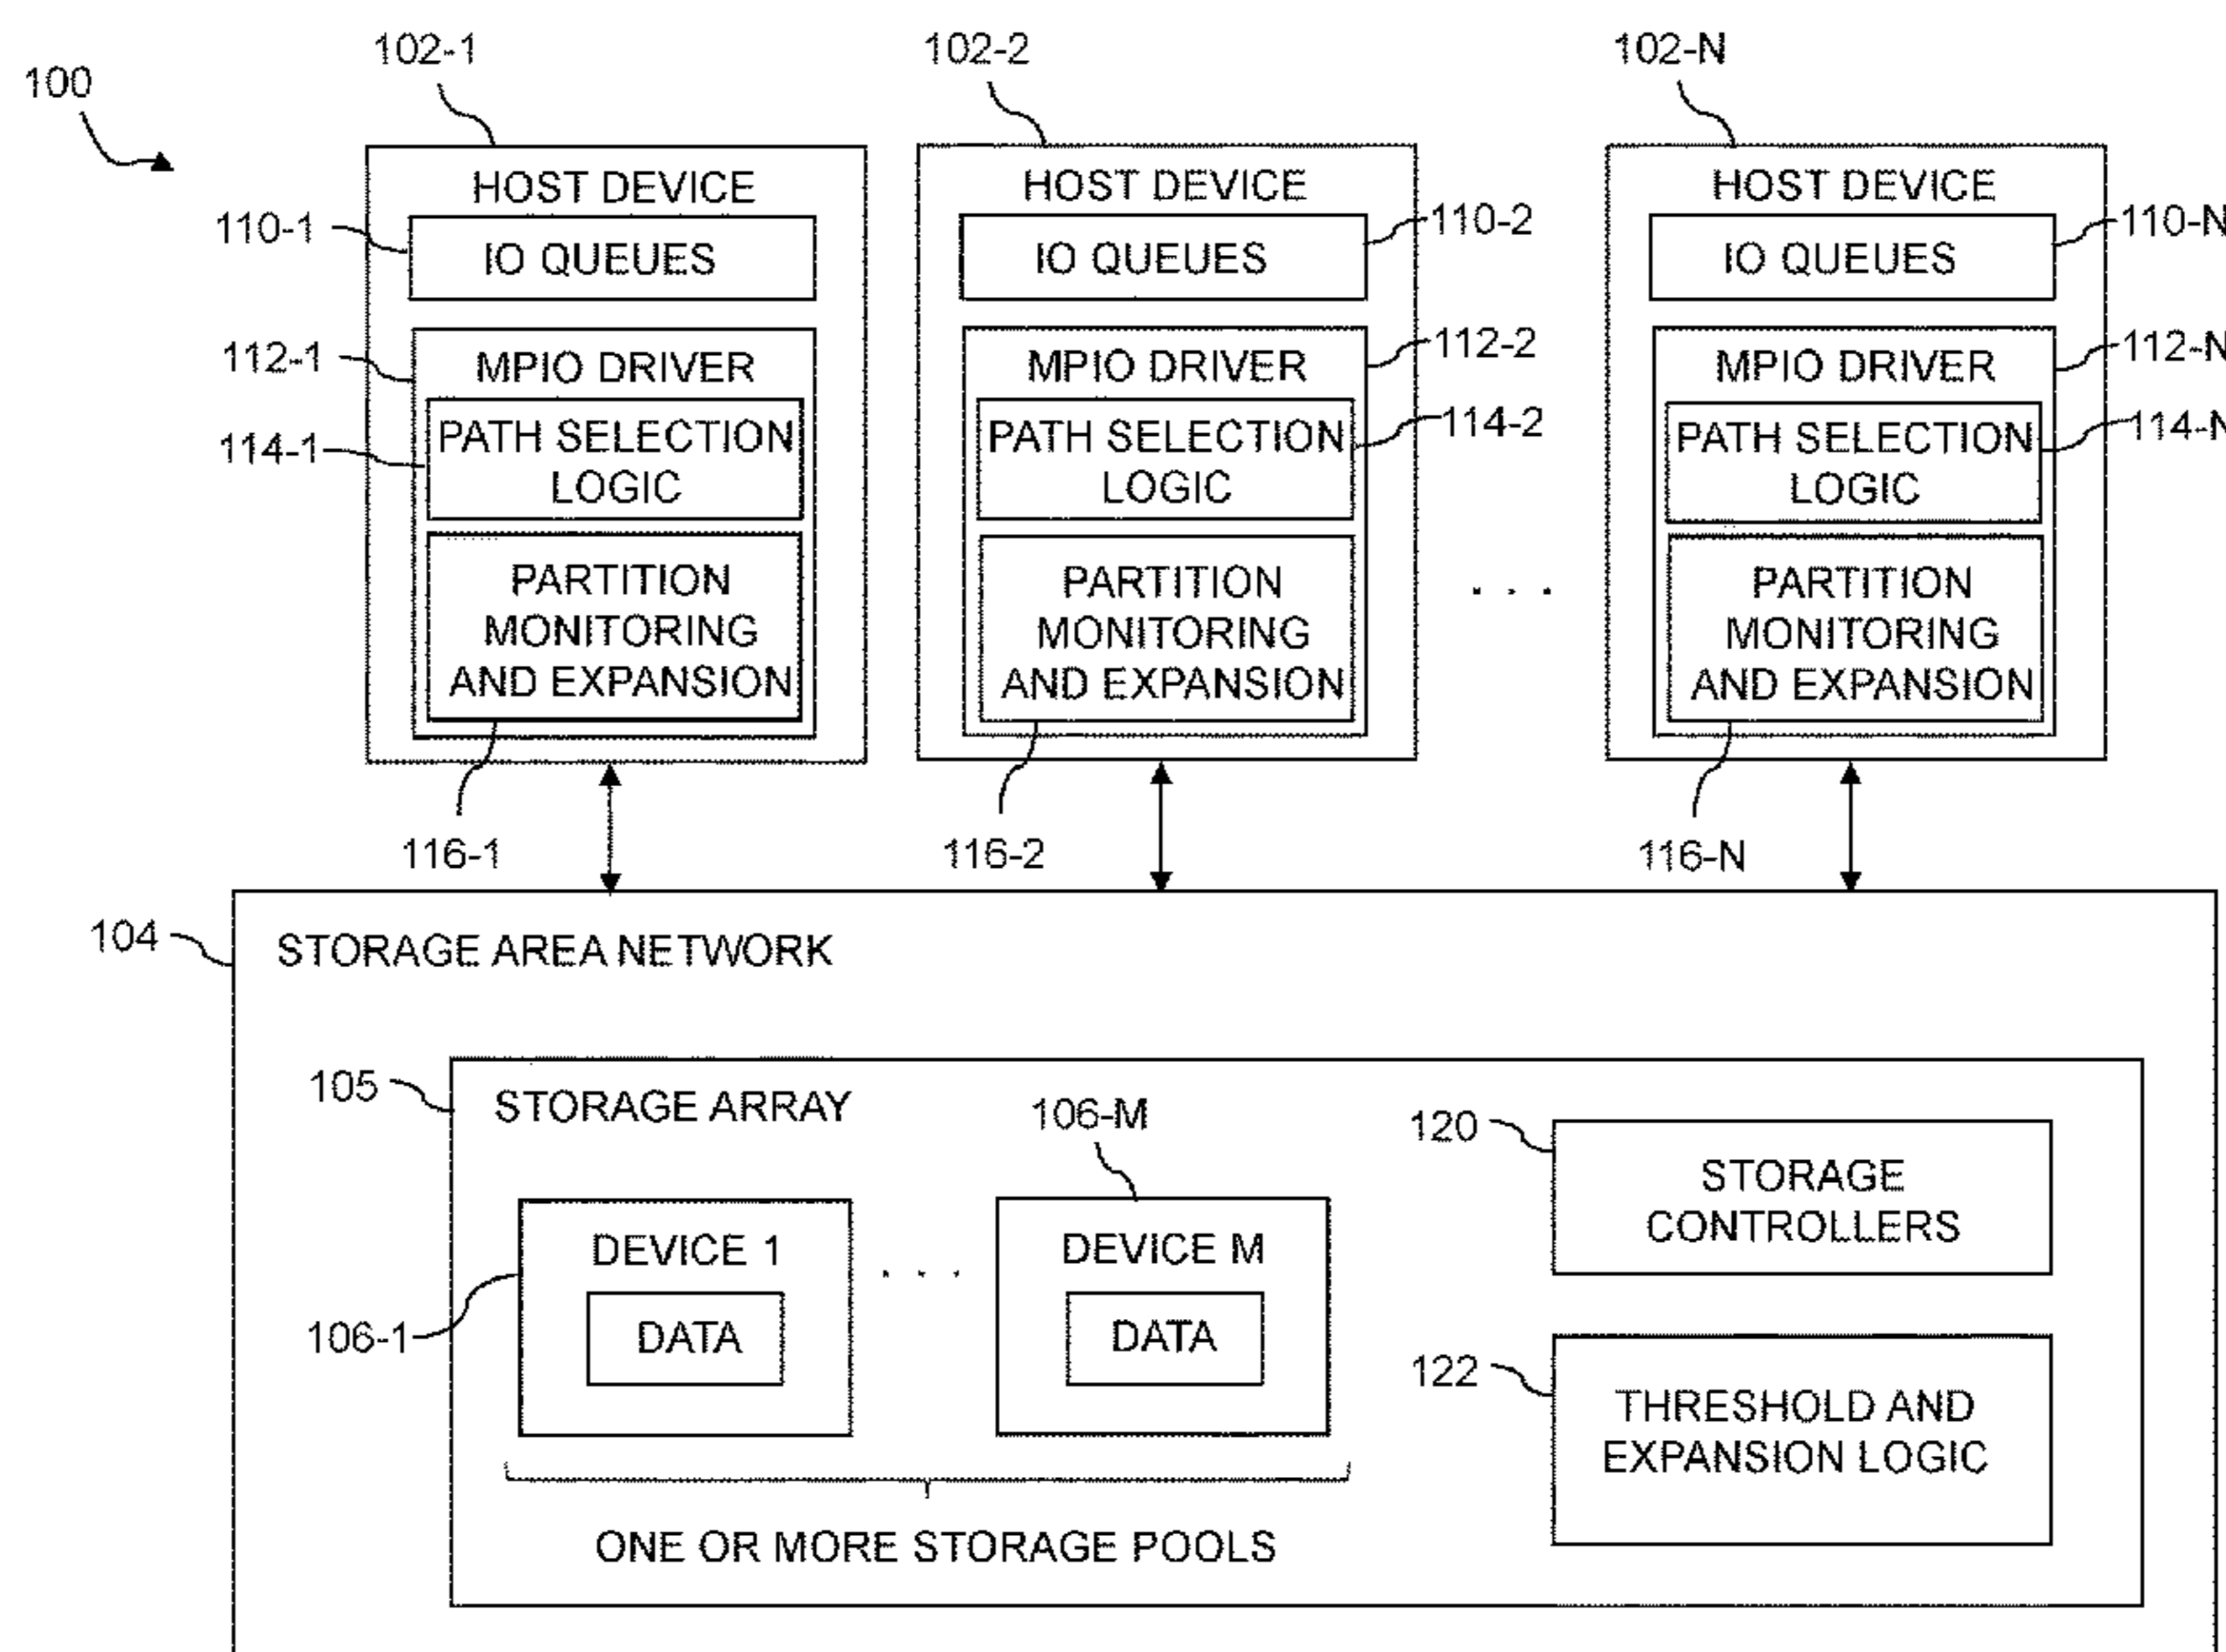 100
102-1
102-2
102-N
HOST DEVICE
110-1
IO QUEUES
112-1
MPIO DRIVER
114-1
PATH SELECTION
LOGIC
PARTITION
MONITORING
AND EXPANSION
116-1
HOST DEVICE
110-2
IO QUEUES
112-2
MPIO DRIVER
114-2
PATH SELECTION
LOGIC
PARTITION
MONITORING
AND EXPANSION
116-2
. . .
HOST DEVICE
110-N
IO QUEUES
112-N
MPIO DRIVER
114-N
PATH SELECTION
LOGIC
PARTITION
MONITORING
AND EXPANSION
116-N
104
STORAGE AREA NETWORK
105
STORAGE ARRAY
106-M
DEVICE 1
DATA
106-1
. . .
DEVICE M
DATA
ONE OR MORE STORAGE POOLS
120
STORAGE
CONTROLLERS
122
THRESHOLD AND
EXPANSION LOGIC